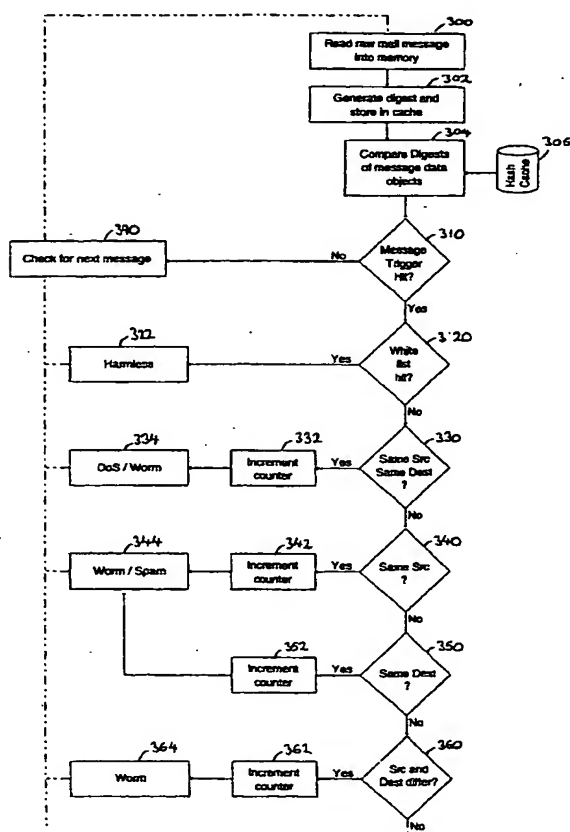 300
Read raw mail message
into memory
302
Generate digest and
store in cache
304
Compare Digests
of message data
objects
306
Hash
Cache
390
Check for next message
No
310
Message
Trigger
Hit?
Yes
322
Harmless
Yes
320
White
list
hit?
No
334
DoS / Worm
332
Increment
counter
Yes
330
Same Src
Same Dest
?
No
344
Worm / Spam
342
Increment
counter
Yes
340
Same Src
?
No
352
Increment
counter
Yes
350
Same Dest
?
No
364
Worm
362
Increment
counter
Yes
360
Src and
Dest differ?
No